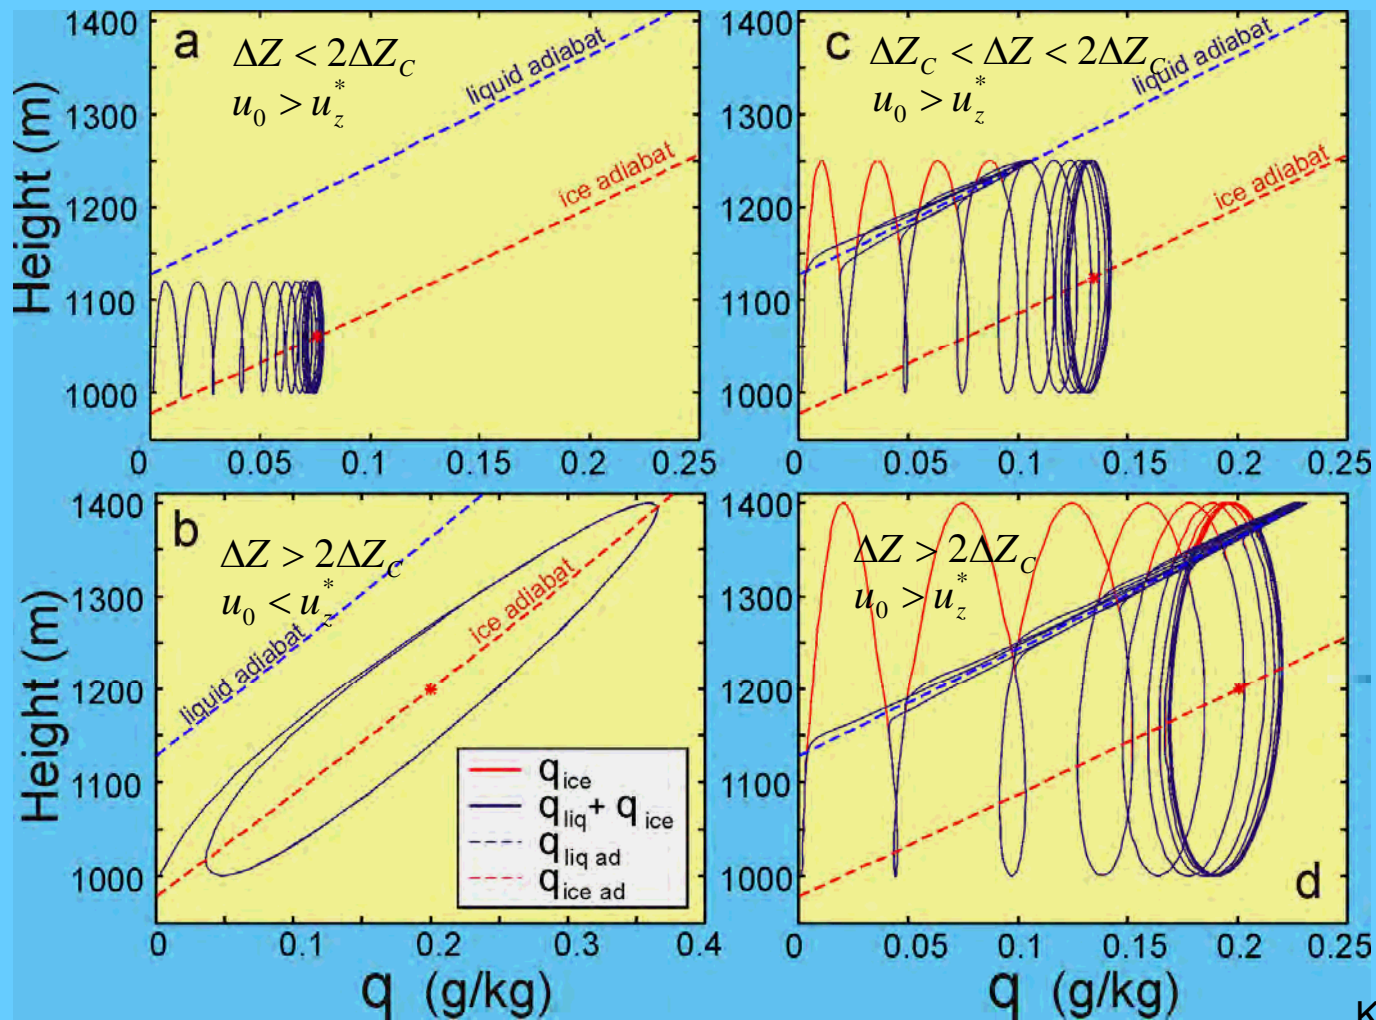 a
ΔZ < 2ΔZ_C
u_0 > u_z^*
liquid adiabat
ice adiabat
Height (m)
1400
1300
1200
1100
1000
0 0.05 0.1 0.15 0.2 0.25
c
ΔZ_C < ΔZ < 2ΔZ_C
u_0 > u_z^*
liquid adiabat
ice adiabat
1400
1300
1200
1100
1000
0 0.05 0.1 0.15 0.2 0.25
b
ΔZ > 2ΔZ_C
u_0 < u_z^*
liquid adiabat
ice adiabat
q_ice
q_liq + q_ice
q_liq ad
q_ice ad
Height (m)
1400
1300
1200
1100
1000
0 0.1 0.2 0.3 0.4
q (g/kg)
ΔZ > 2ΔZ_C
u_0 > u_z^*
d
1400
1300
1200
1100
1000
0 0.05 0.1 0.15 0.2 0.25
q (g/kg)
K